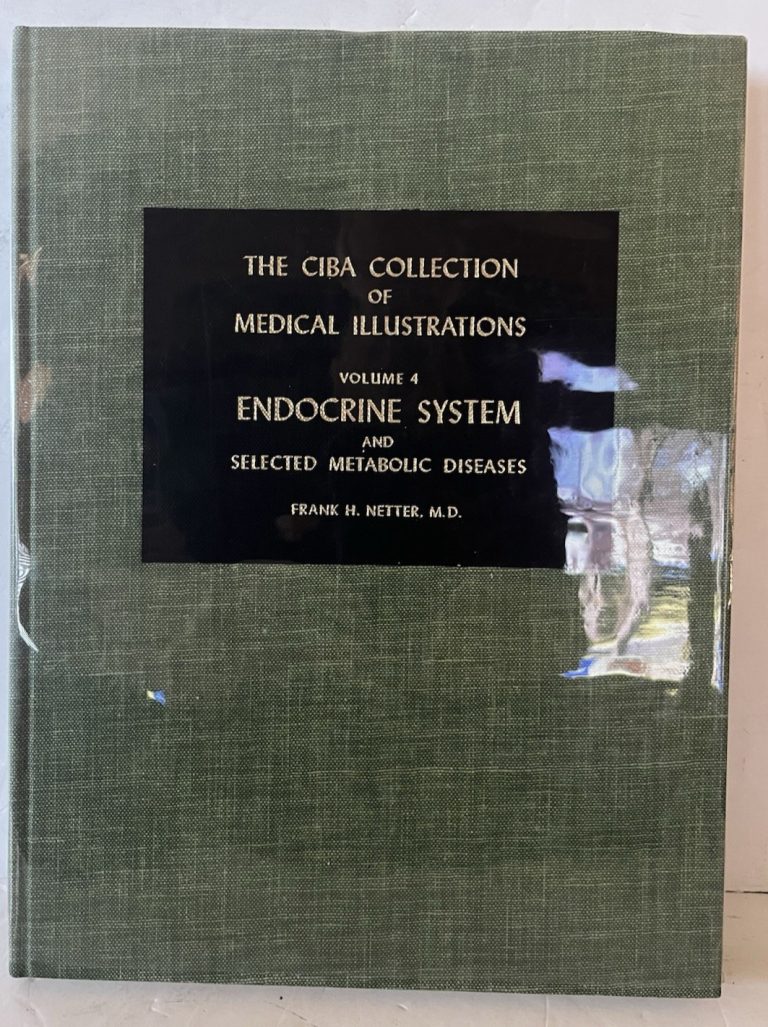 THE CIBA COLLECTION
OF
MEDICAL ILLUSTRATIONS
VOLUME 4
ENDOCRINE SYSTEM
AND
SELECTED METABOLIC DISEASES
FRANK H. NETTER, M.D.